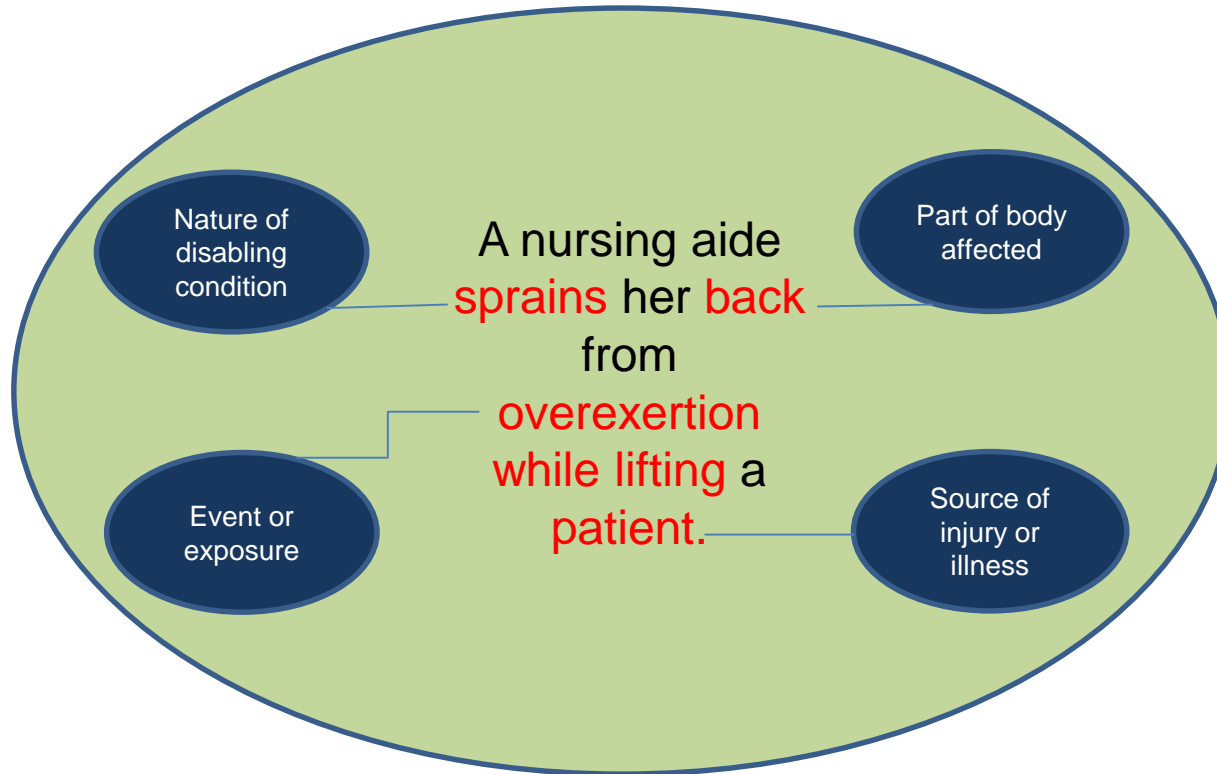 Nature of
disabling
condition
Part of body
affected
A nursing aide
sprains her back
from
overexertion
while lifting a
patient.
Event or
exposure
Source of
injury or
illness